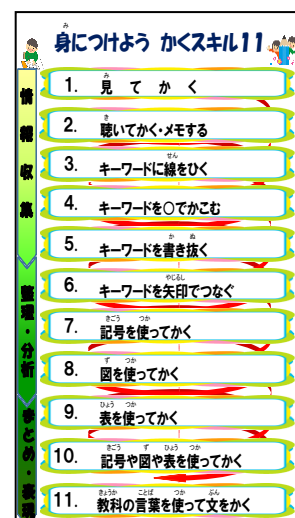 身につけよう かくスキル11
情報収集
整理・分析
まとめ・表現
1. 見 て か く
2. 聴いてかく・メモする
3. キーワードに線をひく
4. キーワードを○でかこむ
5. キーワードを書き抜く
6. キーワードを矢印でつなぐ
7. 記号を使ってかく
8. 図を使ってかく
9. 表を使ってかく
10. 記号や図や表を使ってかく
11. 教科の言葉を使って文をかく